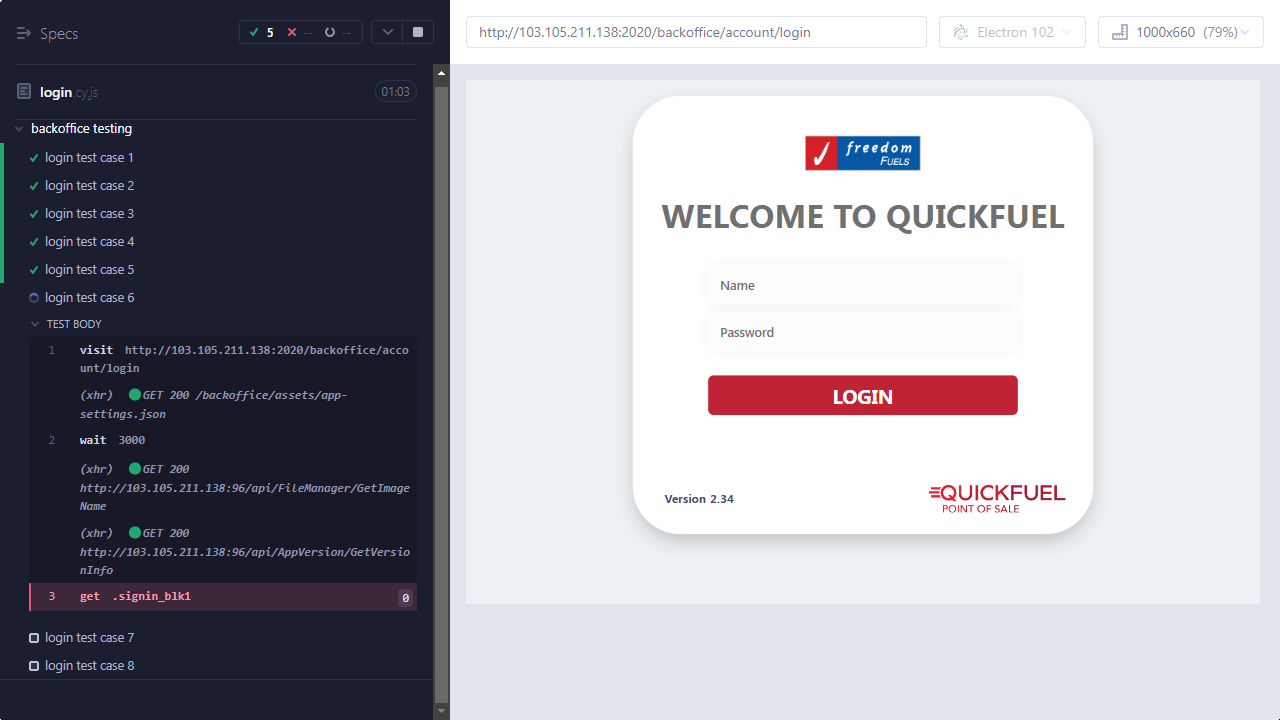 Specs
5
--
--
http://103.105.211.138:2020/backoffice/account/login
Electron 102
1000x660 (79%)
login.cy.js
01:03
backoffice testing
login test case 1
login test case 2
login test case 3
login test case 4
login test case 5
login test case 6
TEST BODY
1 visit http://103.105.211.138:2020/backoffice/acco
unt/login
(xhr) GET 200 /backoffice/assets/app-
settings.json
2 wait 3000
(xhr) GET 200
http://103.105.211.138:96/api/FileManager/GetImage
Name
(xhr) GET 200
http://103.105.211.138:96/api/AppVersion/GetVersio
nInfo
3 get .signin_blk1 0
login test case 7
login test case 8
freedom
FUELS
WELCOME TO QUICKFUEL
Name
Password
LOGIN
Version 2.34
QUICKFUEL
POINT OF SALE